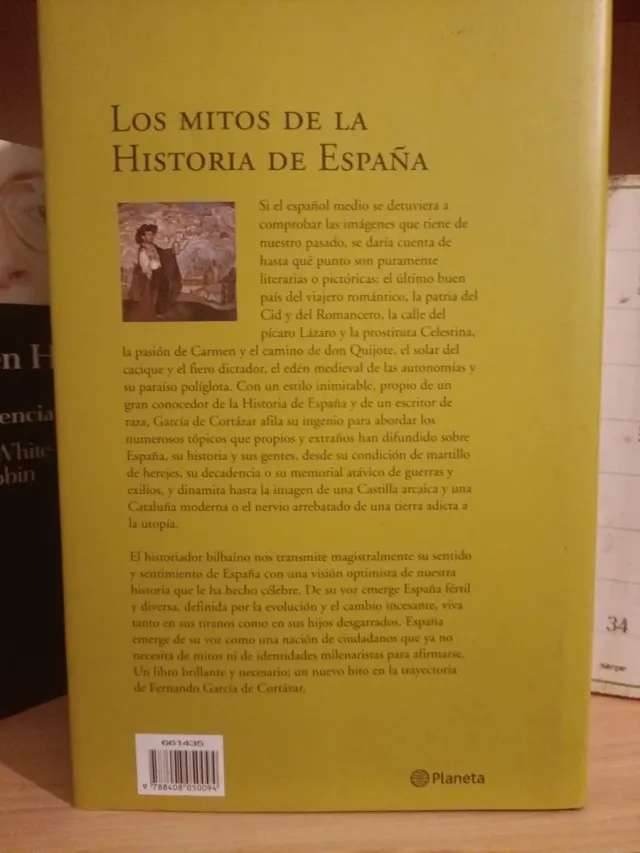 LOS MITOS DE LA
HISTORIA DE ESPAÑA
Si el español medio se detuviera a
comprobar las imágenes que tiene de
nuestro pasado, se daría cuenta de
hasta qué punto son puramente
literarias o pictóricas: el último buen
país del viajero romántico, la patria del
Cid y del Romancero, la calle del
pícaro Lázaro y la prostituta Celestina,
la pasión de Carmen y el camino de don Quijote, el solar del
cacique y el fiero dictador, el edén medieval de las autonomías y
su paraíso políglota. Con un estilo inimitable, propio de un
gran conocedor de la Historia de España y de un escritor de
raza, García de Cortázar afila su ingenio para abordar los
numerosos tópicos que propios y extraños han difundido sobre
España, su historia y sus gentes, desde su condición de martillo
de herejes, su decadencia o su memorial atávico de guerras y
exilios, y dinamita hasta la imagen de una Castilla arcaica y una
Cataluña moderna o el nervio arrebatado de una tierra adicta a
la utopía.
El historiador bilbaíno nos transmite magistralmente su sentido
y sentimiento de España con una visión optimista de nuestra
historia que le ha hecho célebre. De su voz emerge España fértil
y diversa, definida por la evolución y el cambio incesante, viva
tanto en sus tiranos como en sus hijos desgarrados. España
emerge de su voz como una nación de ciudadanos que ya no
necesita de mitos ni de identidades milenaristas para afirmarse.
Un libro brillante y necesario; un nuevo hito en la trayectoria
de Fernando García de Cortázar.
661435
9 788408 050094
Planeta
en H
encia
White
obin
34
sarpe